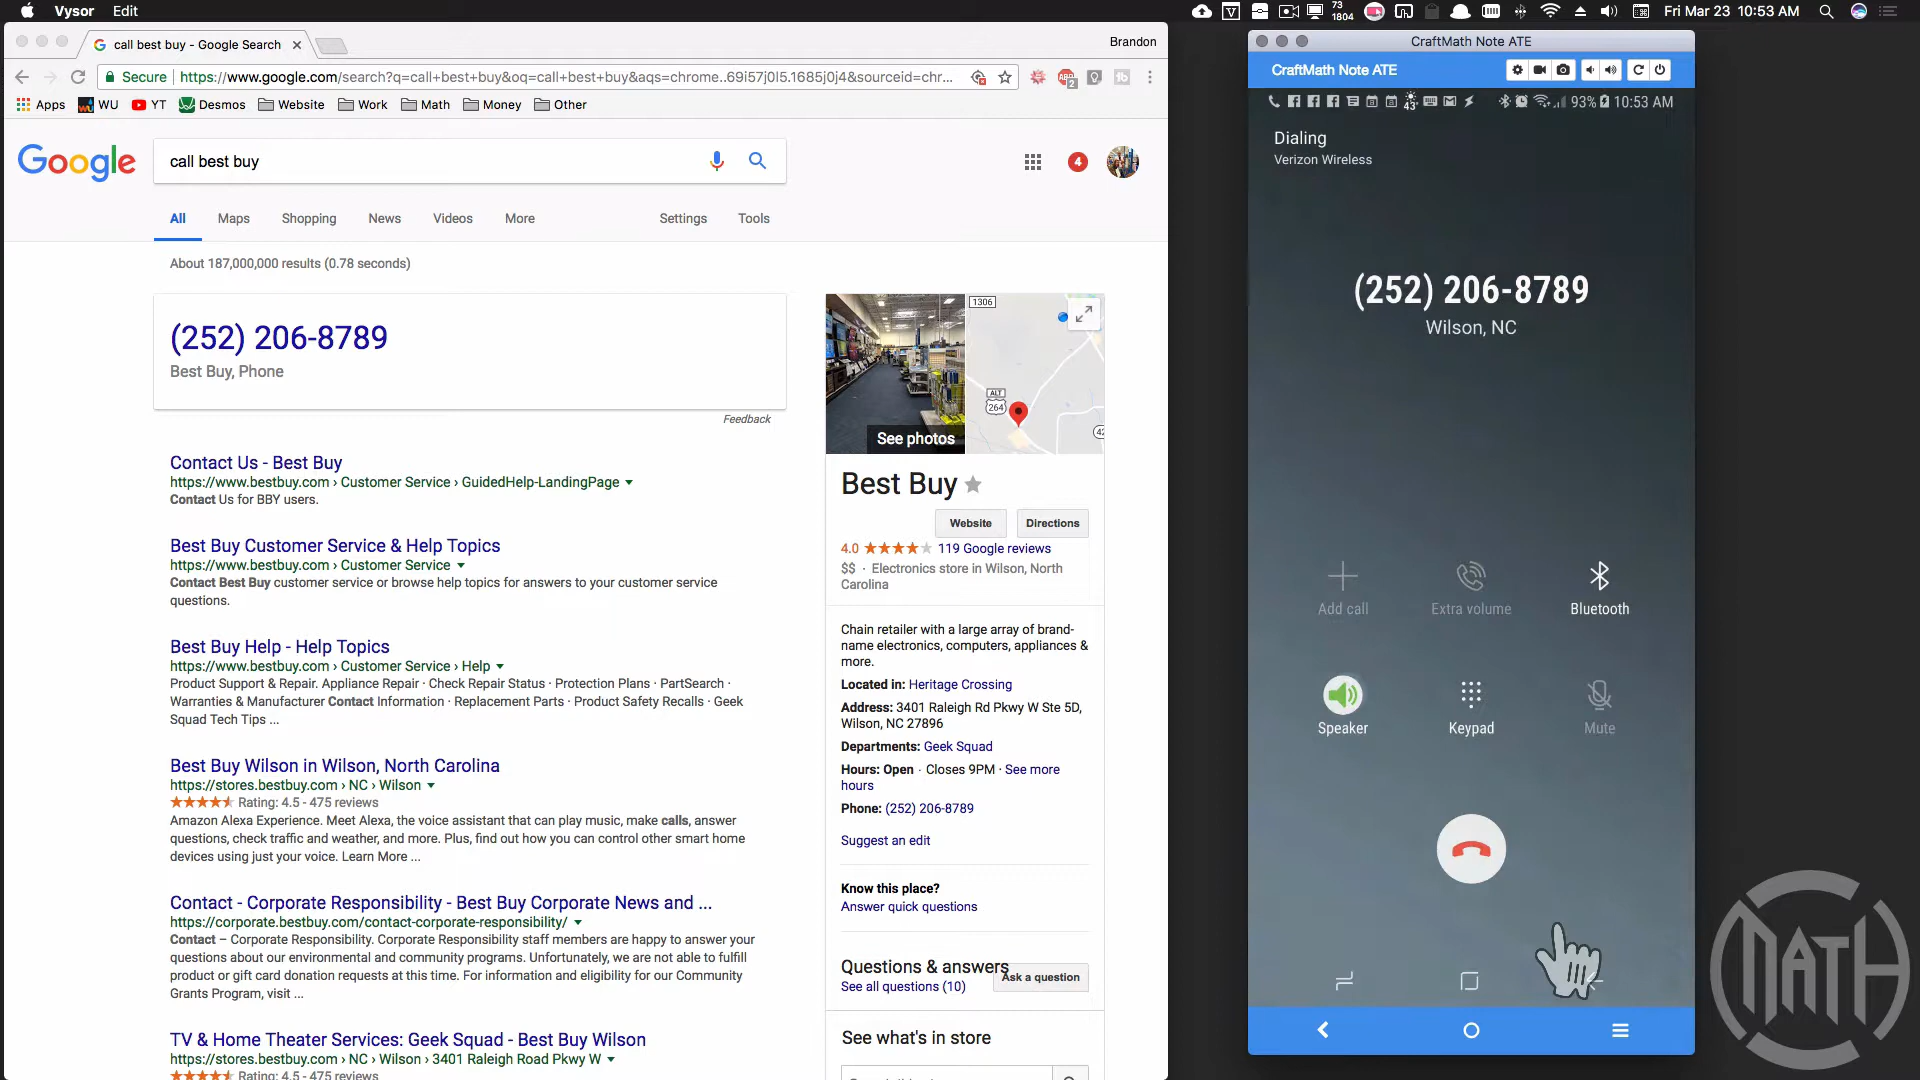 Vysor Edit
73
1804
Fri Mar 23 10:53 AM
call best buy - Google Search
Brandon
Secure https://www.google.com/search?q=call+best+buy&oq=call+best+buy&aqs=chrome..69i57j0l5.1685j0j4&sourceid=chr...
Apps WU YT Desmos Website Work Math Money Other
Google
call best buy
4
All Maps Shopping News Videos More Settings Tools
About 187,000,000 results (0.78 seconds)
(252) 206-8789
Best Buy, Phone
Feedback
Contact Us - Best Buy
https://www.bestbuy.com › Customer Service › GuidedHelp-LandingPage
Contact Us for BBY users.
Best Buy Customer Service & Help Topics
https://www.bestbuy.com › Customer Service
Contact Best Buy customer service or browse help topics for answers to your customer service
questions.
Best Buy Help - Help Topics
https://www.bestbuy.com › Customer Service › Help
Product Support & Repair. Appliance Repair · Check Repair Status · Protection Plans · PartSearch ·
Warranties & Manufacturer Contact Information · Replacement Parts · Product Safety Recalls · Geek
Squad Tech Tips ...
Best Buy Wilson in Wilson, North Carolina
https://stores.bestbuy.com › NC › Wilson
Rating: 4.5 - 475 reviews
Amazon Alexa Experience. Meet Alexa, the voice assistant that can play music, make calls, answer
questions, check traffic and weather, and more. Plus, find out how you can control other smart home
devices using just your voice. Learn More ...
Contact - Corporate Responsibility - Best Buy Corporate News and ...
https://corporate.bestbuy.com/contact-corporate-responsibility/
Contact – Corporate Responsibility. Corporate Responsibility staff members are happy to answer your
questions about our environmental and community programs. Unfortunately, we are not able to fulfill
product or gift card donation requests at this time. For information and eligibility for our Community
Grants Program, visit ...
TV & Home Theater Services: Geek Squad - Best Buy Wilson
https://stores.bestbuy.com › NC › Wilson › 3401 Raleigh Road Pkwy W
Rating: 4.6 - 475 reviews
1306
ALT
264
42
See photos
Best Buy
Website Directions
4.0 119 Google reviews
$$ · Electronics store in Wilson, North
Carolina
Chain retailer with a large array of brand-
name electronics, computers, appliances &
more.
Located in: Heritage Crossing
Address: 3401 Raleigh Rd Pkwy W Ste 5D,
Wilson, NC 27896
Departments: Geek Squad
Hours: Open · Closes 9PM · See more
hours
Phone: (252) 206-8789
Suggest an edit
Know this place?
Answer quick questions
Questions & answers
See all questions (10)
Ask a question
See what's in store
CraftMath Note ATE
CraftMath Note ATE
43 93% 10:53 AM
Dialing
Verizon Wireless
(252) 206-8789
Wilson, NC
Add call Extra volume Bluetooth
Speaker Keypad Mute
MATH